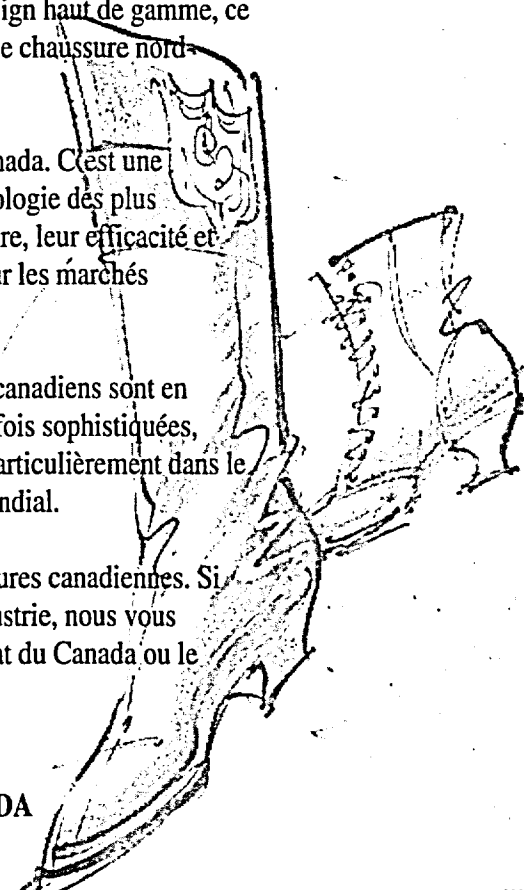 ign haut de gamme, ce
e chaussure nord-
nada. C'est une
ologie des plus
re, leur efficacité et
r les marchés
canadiens sont en
fois sophistiquées,
articulièrement dans le
ndial.
ures canadiennes. Si
ustrie, nous vous
nt du Canada ou le
DA